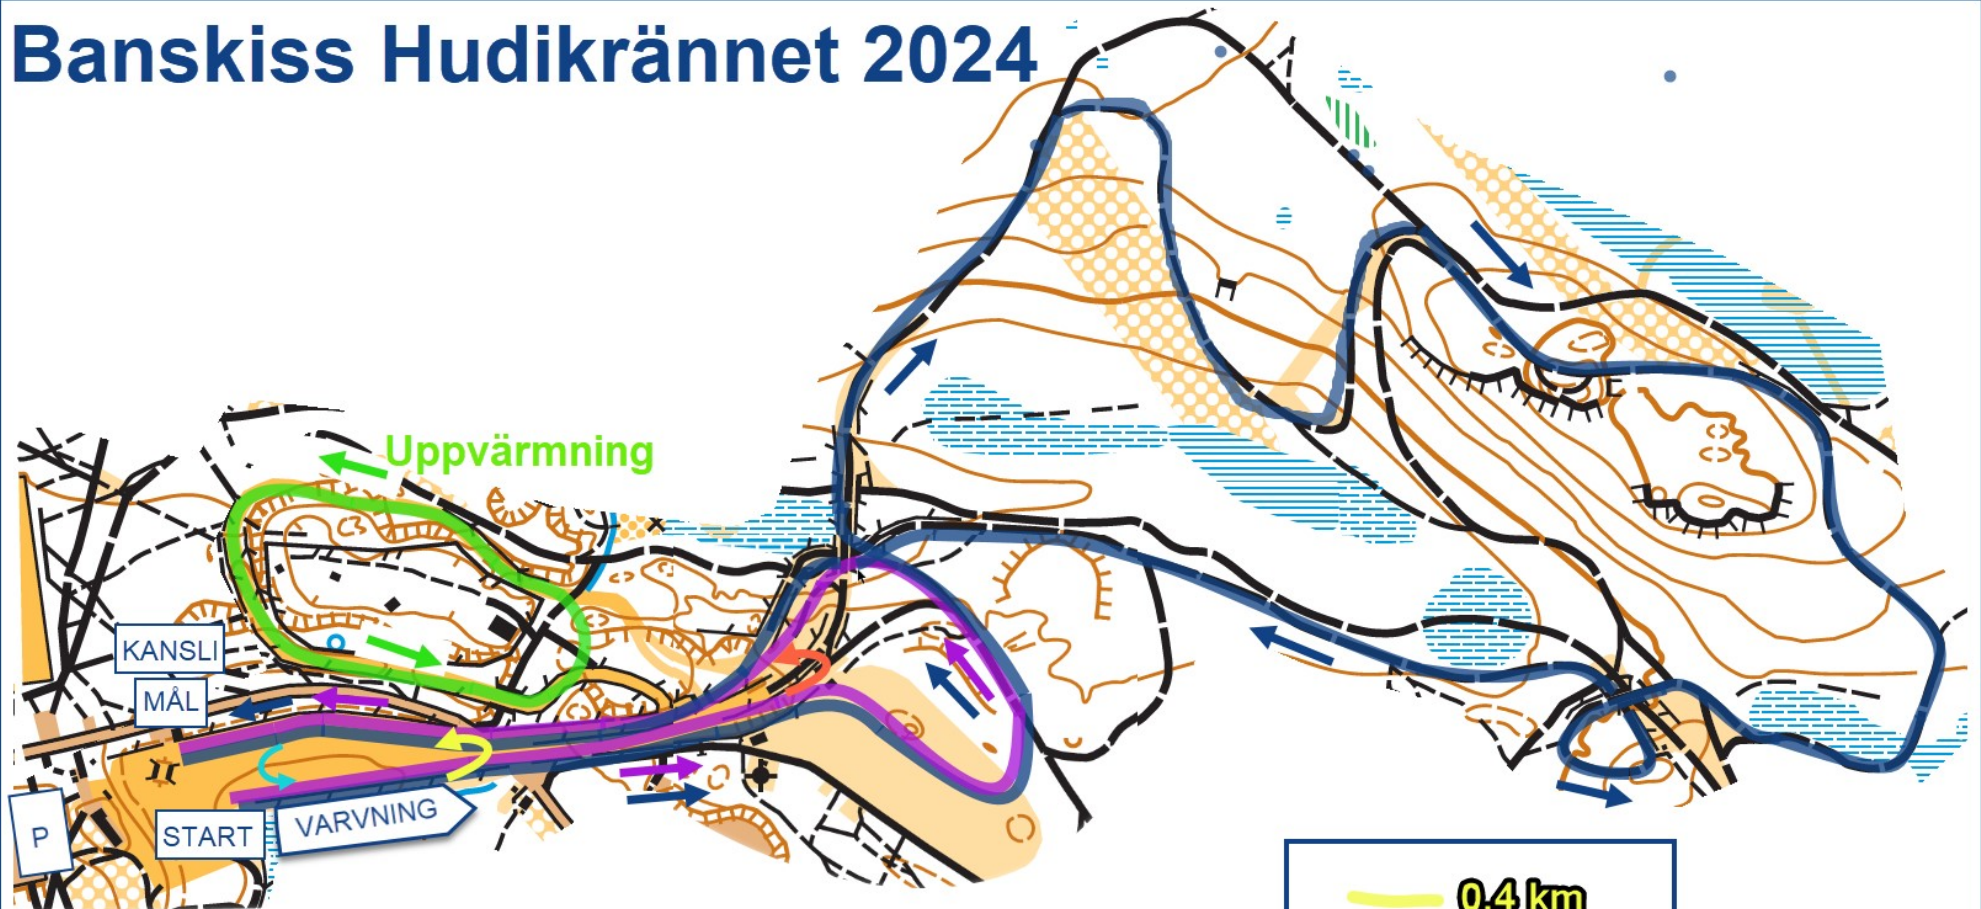 Banskiss Hudikrännet 2024
Uppvärmning
KANSLI
MÅL
P
START
VARVNING
0,4 km